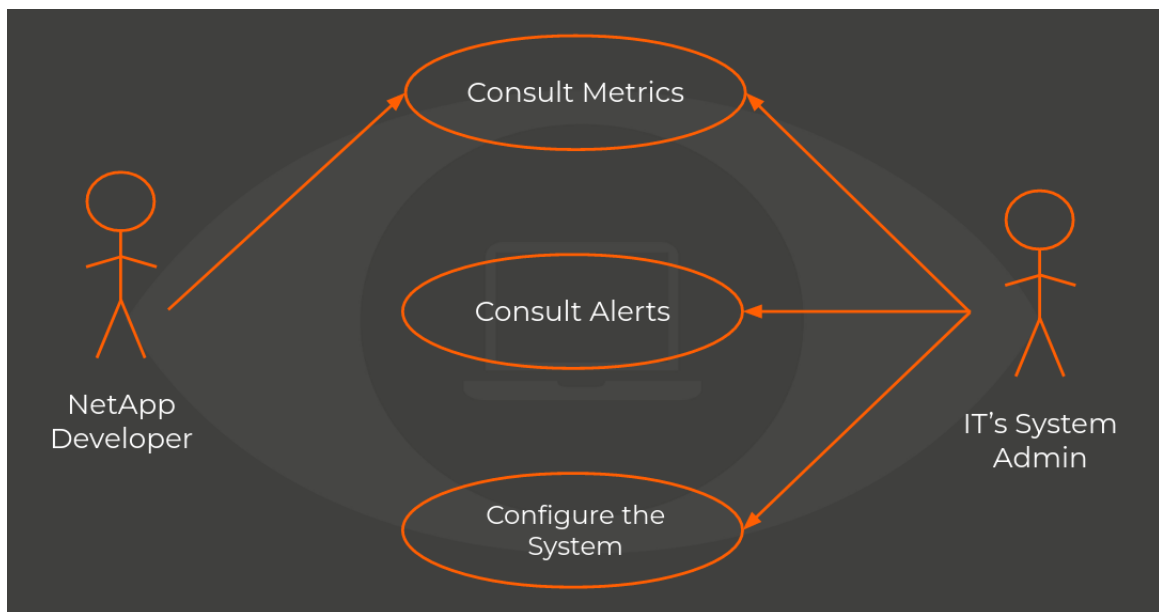 Consult Metrics
Consult Alerts
NetApp
Developer
IT’s System
Admin
Configure the
System